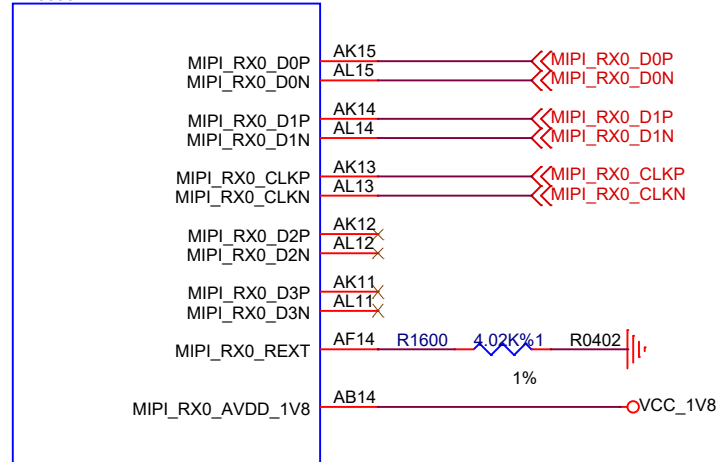 MIPI_RX0_D0P AK15 MIPI_RX0_D0P
MIPI_RX0_D0N AL15 MIPI_RX0_D0N
MIPI_RX0_D1P AK14 MIPI_RX0_D1P
MIPI_RX0_D1N AL14 MIPI_RX0_D1N
MIPI_RX0_CLKP AK13 MIPI_RX0_CLKP
MIPI_RX0_CLKN AL13 MIPI_RX0_CLKN
MIPI_RX0_D2P AK12
MIPI_RX0_D2N AL12
MIPI_RX0_D3P AK11
MIPI_RX0_D3N AL11
MIPI_RX0_REXT AF14 R1600 4.02K%1 R0402
1%
MIPI_RX0_AVDD_1V8 AB14 VCC_1V8